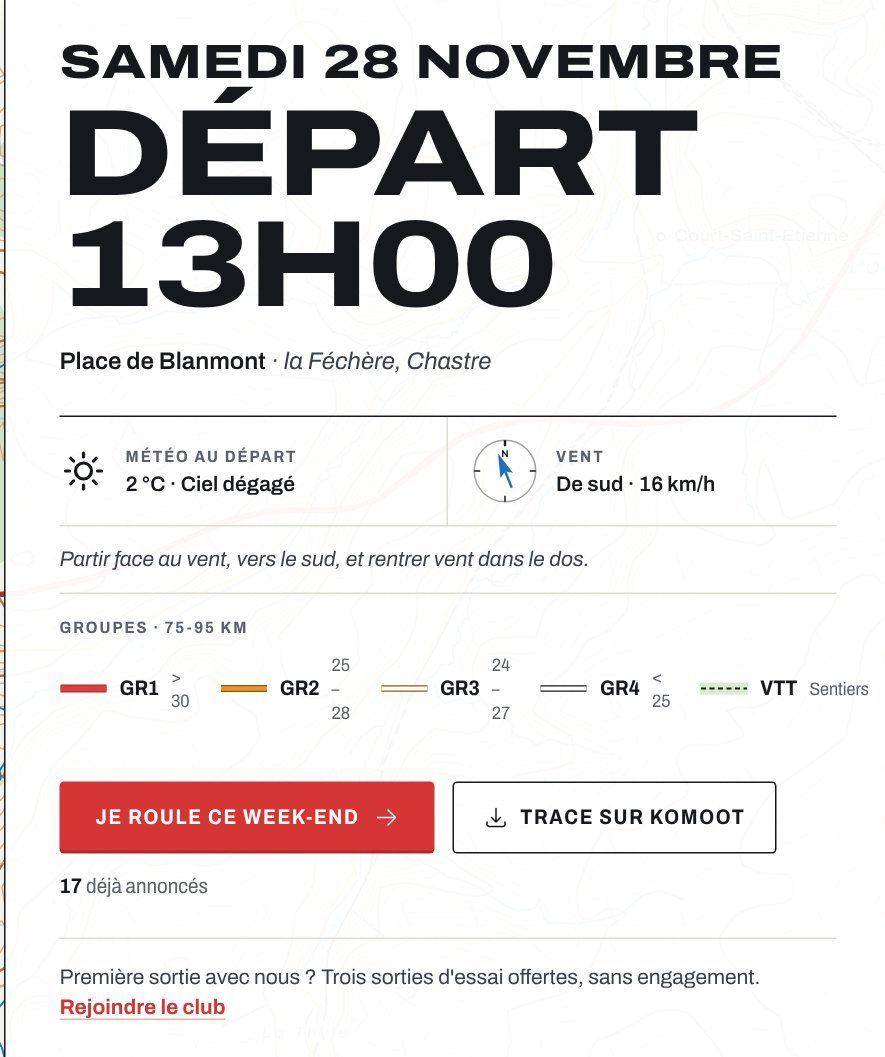 SAMEDI 28 NOVEMBRE
DÉPART
13H00
Court-Saint-Etienne
Place de Blanmont · la Féchère, Chastre
MÉTÉO AU DÉPART
2 °C · Ciel dégagé
N
VENT
De sud · 16 km/h
Partir face au vent, vers le sud, et rentrer vent dans le dos.
GROUPES · 75-95 KM
GR1 > 30
GR2 25 – 28
GR3 24 – 27
GR4 < 25
VTT Sentiers
JE ROULE CE WEEK-END →
TRACE SUR KOMOOT
17 déjà annoncés
Première sortie avec nous ? Trois sorties d'essai offertes, sans engagement.
Rejoindre le club